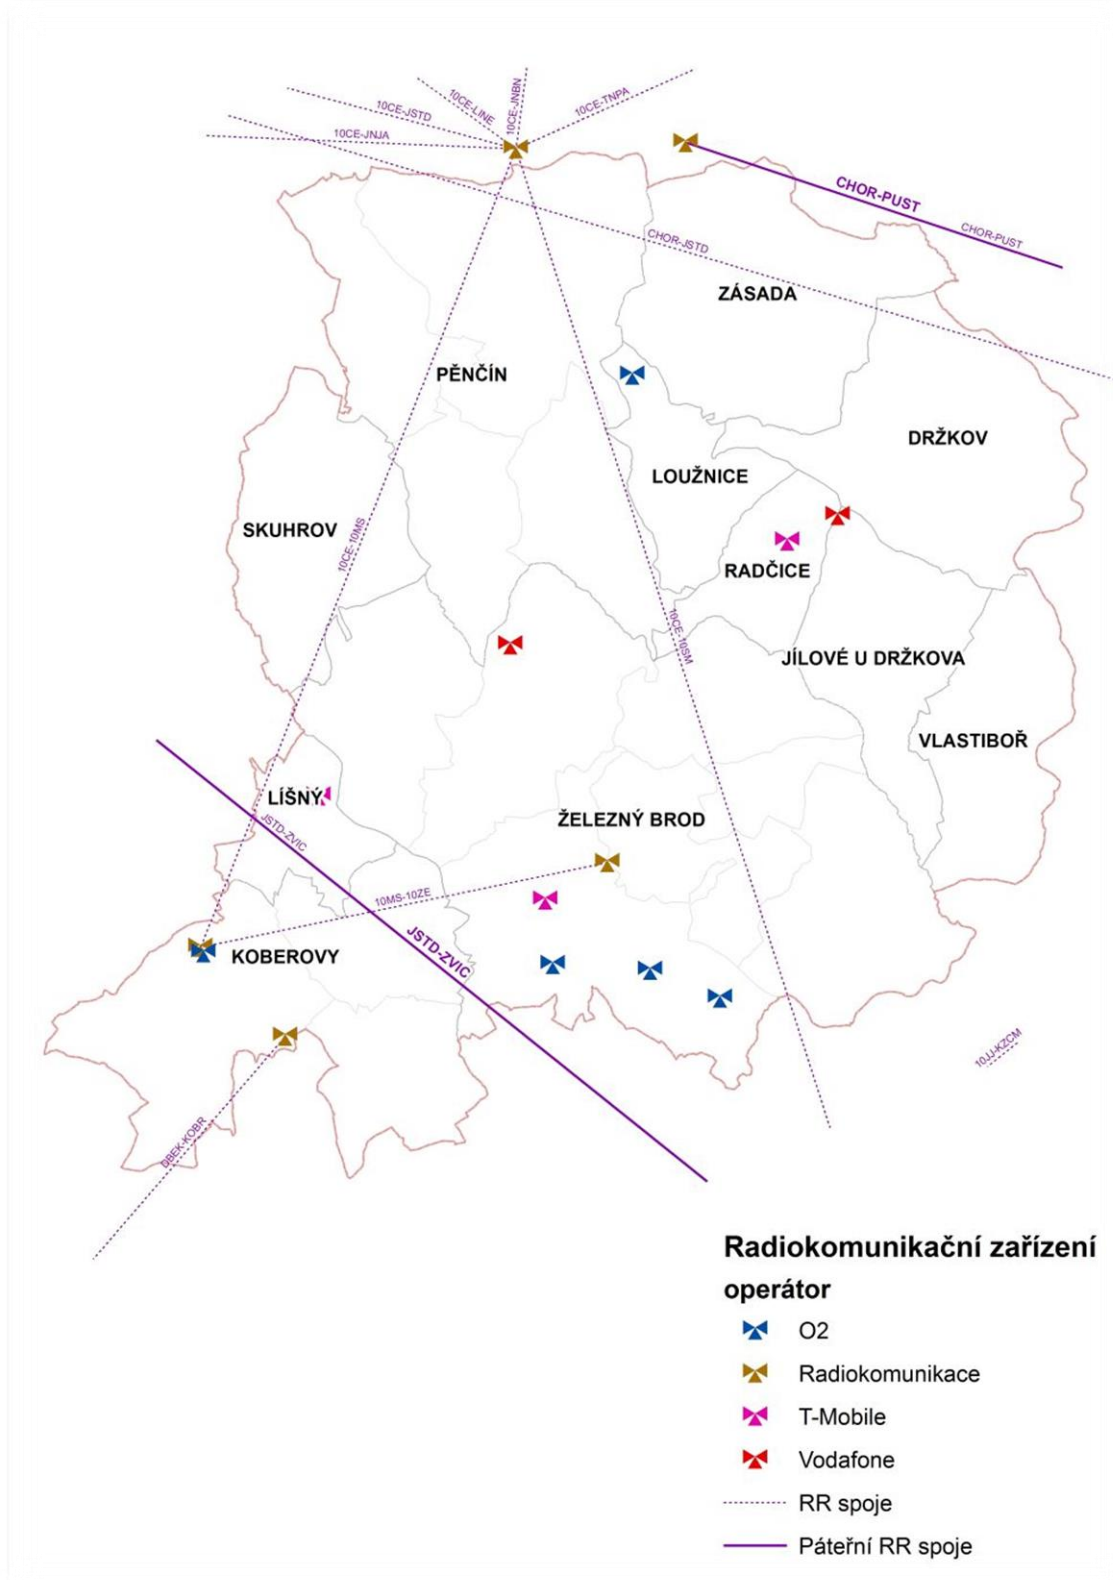 10CE-JNBN
10CE-LINE
10CE-TNPA
10CE-JSTD
10CE-JNJA
CHOR-PUST
CHOR-PUST
CHOR-JSTD
ZÁSADA
PĚNČÍN
DRŽKOV
LOUŽNICE
SKUHROV
10CE-10MS
RADČICE
10CE-10SM
JÍLOVÉ U DRŽKOVA
VLASTIBOŘ
LÍŠNÝ
JSTD-ZVIC
ŽELEZNÝ BROD
10MS-10ZE
JSTD-ZVIC
KOBEROVY
10JJ-KZCM
DBEK-KOBR
Radiokomunikační zařízení
operátor
O2
Radiokomunikace
T-Mobile
Vodafone
RR spoje
Páteřní RR spoje